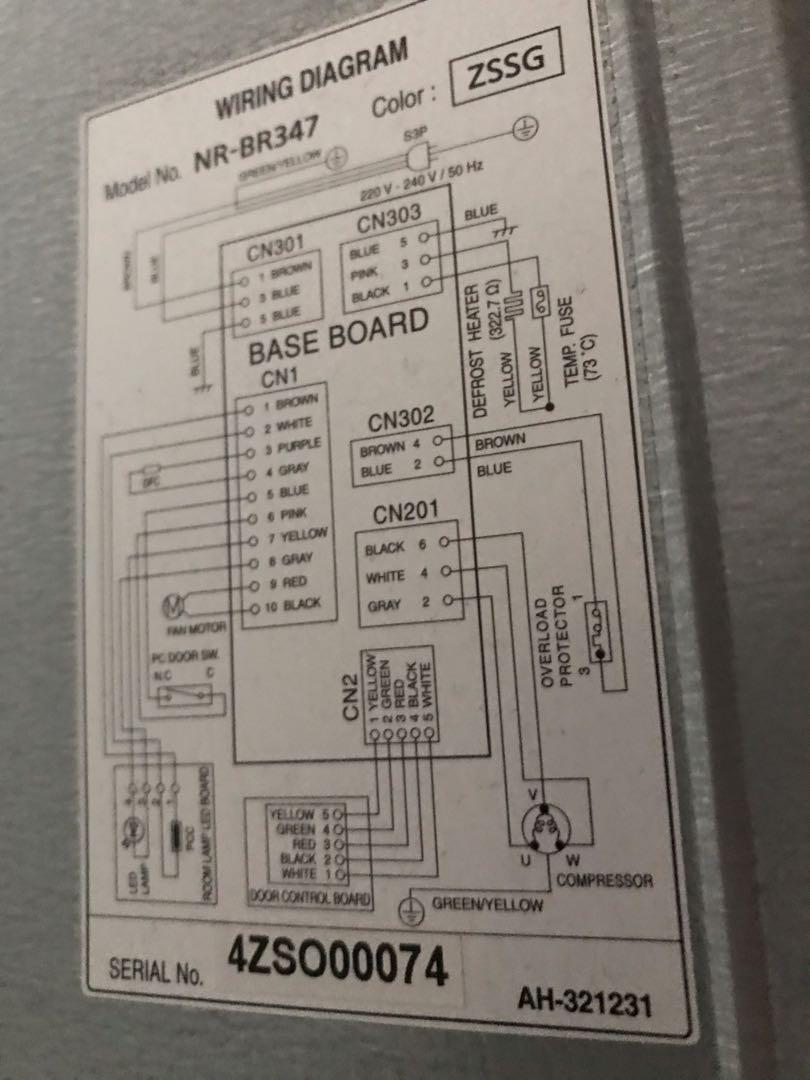 WIRING DIAGRAM
Model No. NR-BR347
Color : ZSSG
GREEN/YELLOW
S3P
220 V - 240 V / 50 Hz
BROWN
BLUE
CN301
1 BROWN
3 BLUE
5 BLUE
BLUE
CN303
BLUE 5
PINK 3
BLACK 1
BLUE
BASE BOARD
DEFROST HEATER
(322.7 Ω)
YELLOW
YELLOW
TEMP. FUSE
(73 °C)
CN1
1 BROWN
2 WHITE
3 PURPLE
4 GRAY
5 BLUE
6 PINK
7 YELLOW
8 GRAY
9 RED
10 BLACK
DFC
FAN MOTOR
PC DOOR SW.
N.C C
CN302
BROWN 4
BLUE 2
BROWN
BLUE
CN201
BLACK 6
WHITE 4
GRAY 2
OVERLOAD
PROTECTOR
1
3
CN2
1 YELLOW
2 GREEN
3 RED
4 BLACK
5 WHITE
4 3 2 1
LED
LAMP
ROOM LAMP LED BOARD
YELLOW 5
GREEN 4
RED 3
BLACK 2
WHITE 1
DOOR CONTROL BOARD
V
U
W
COMPRESSOR
GREEN/YELLOW
SERIAL No. 4ZSO00074
AH-321231